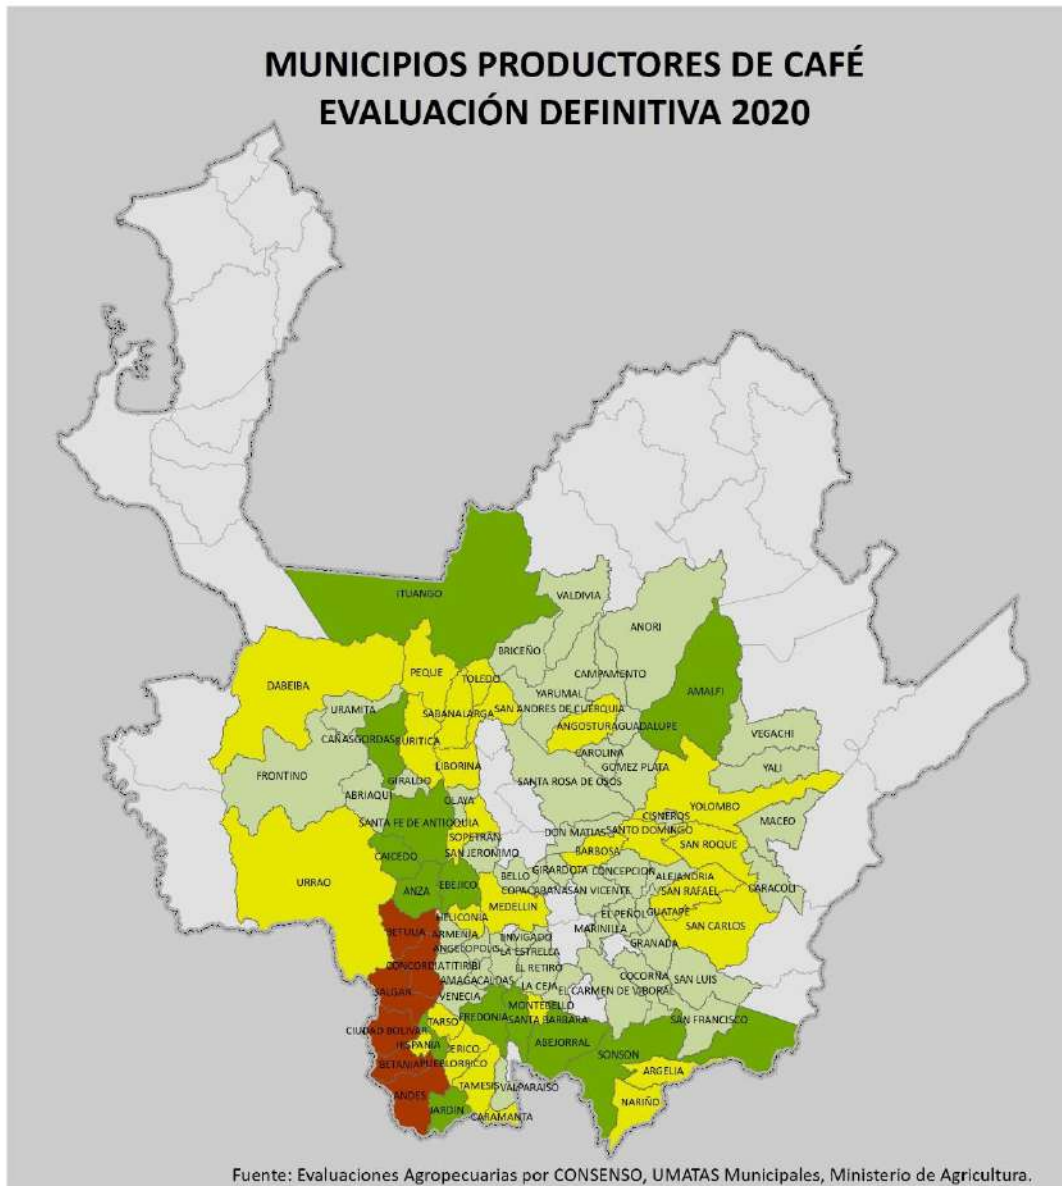 MUNICIPIOS PRODUCTORES DE CAFÉ
EVALUACIÓN DEFINITIVA 2020
ITUANGO
VALDIVIA
ANORI
BRICEÑO
PEQUE
TOLEDO
CAMPAMENTO
DABEIBA
YARUMAL
AMALFI
URAMITA
SABANALARGA
SAN ANDRES DE CUERQUIA
ANGOSTURA
GUADALUPE
VEGACHI
CAÑASGORDAS
BURITICA
CAROLINA
GOMEZ PLATA
YALI
FRONTINO
GIRALDO
LIBORINA
SANTA ROSA DE OSOS
ABRIAQUI
OLAYA
YOLOMBO
CISNEROS
MACEO
SANTA FE DE ANTIOQUIA
DON MATIAS
SANTO DOMINGO
SOPETRAN
SAN ROQUE
SAN JERONIMO
BARBOSA
CAICEDO
GIRARDOTA
CONCEPCION
ALEJANDRIA
BELLO
URRAO
ANZA
EBEJICO
COPACABANA
SAN VICENTE
SAN RAFAEL
CARACOLI
MEDELLIN
EL PEÑOL
GUATAPE
HELICONIA
SAN CARLOS
BETULIA
ARMENIA
ENVIGADO
MARINILLA
GRANADA
ANGELOPOLIS
LA ESTRELLA
CONCORDIA
TITIRIBI
EL RETIRO
COCORNA
SAN LUIS
AMAGA
CALDAS
LA CEJA
EL CARMEN DE VIBORAL
SALGAR
VENECIA
MONTEBELLO
FREDONIA
SANTA BARBARA
SAN FRANCISCO
TARSO
CIUDAD BOLIVAR
HISPANIA
JERICO
ABEJORRAL
SONSON
BETANIA
PUEBLORRICO
ARGELIA
TAMESIS
VALPARAISO
ANDES
NARIÑO
JARDIN
CARAMANTA
Fuente: Evaluaciones Agropecuarias por CONSENSO, UMATAS Municipales, Ministerio de Agricultura.